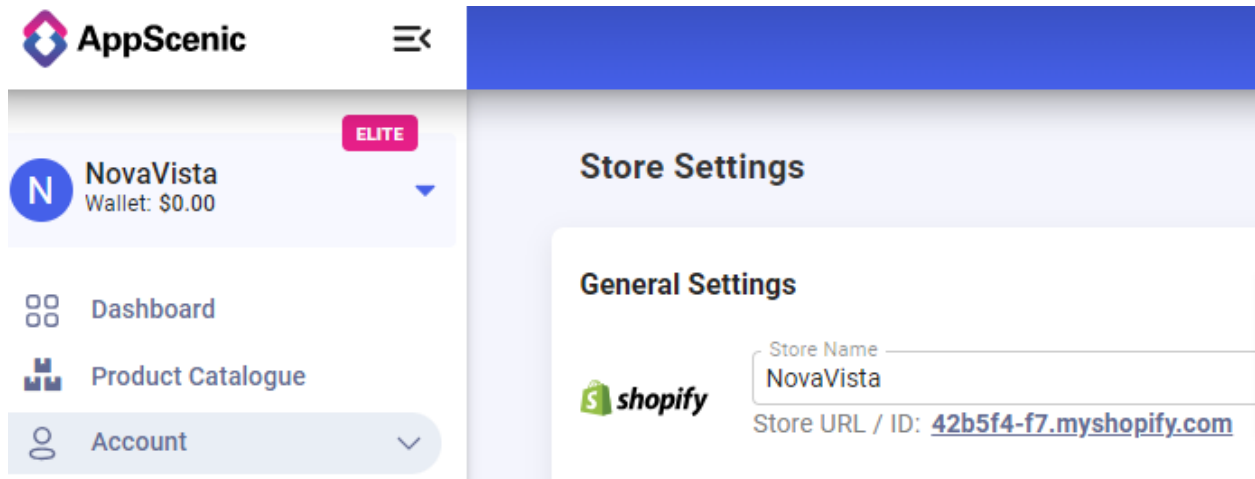 AppScenic
ELITE
N
NovaVista
Wallet: $0.00
Dashboard
Product Catalogue
Account
Store Settings
General Settings
shopify
Store Name
NovaVista
Store URL / ID: 42b5f4-f7.myshopify.com